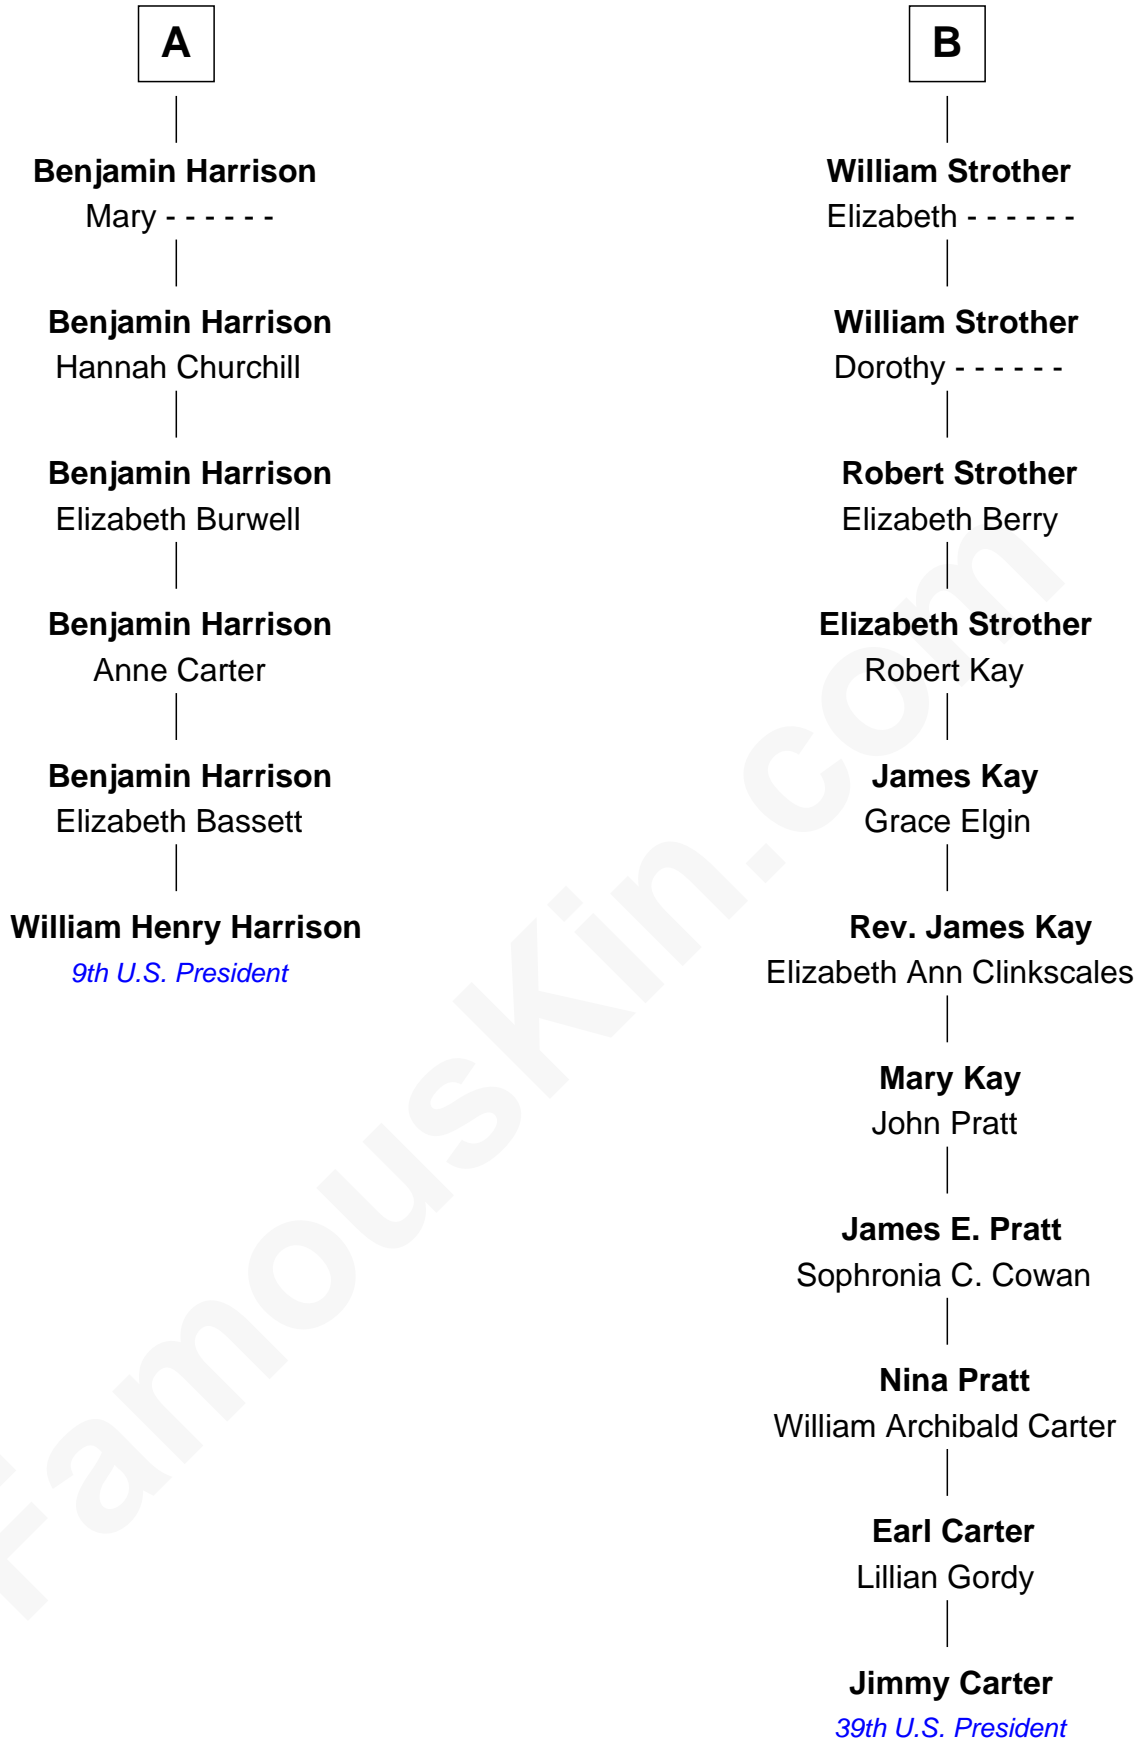 A
Benjamin Harrison
Mary - - - - - -
Benjamin Harrison
Hannah Churchill
Benjamin Harrison
Elizabeth Burwell
Benjamin Harrison
Anne Carter
Benjamin Harrison
Elizabeth Bassett
William Henry Harrison
9th U.S. President
B
William Strother
Elizabeth - - - - - -
William Strother
Dorothy - - - - - -
Robert Strother
Elizabeth Berry
Elizabeth Strother
Robert Kay
James Kay
Grace Elgin
Rev. James Kay
Elizabeth Ann Clinkscales
Mary Kay
John Pratt
James E. Pratt
Sophronia C. Cowan
Nina Pratt
William Archibald Carter
Earl Carter
Lillian Gordy
Jimmy Carter
39th U.S. President
FamousKin.com